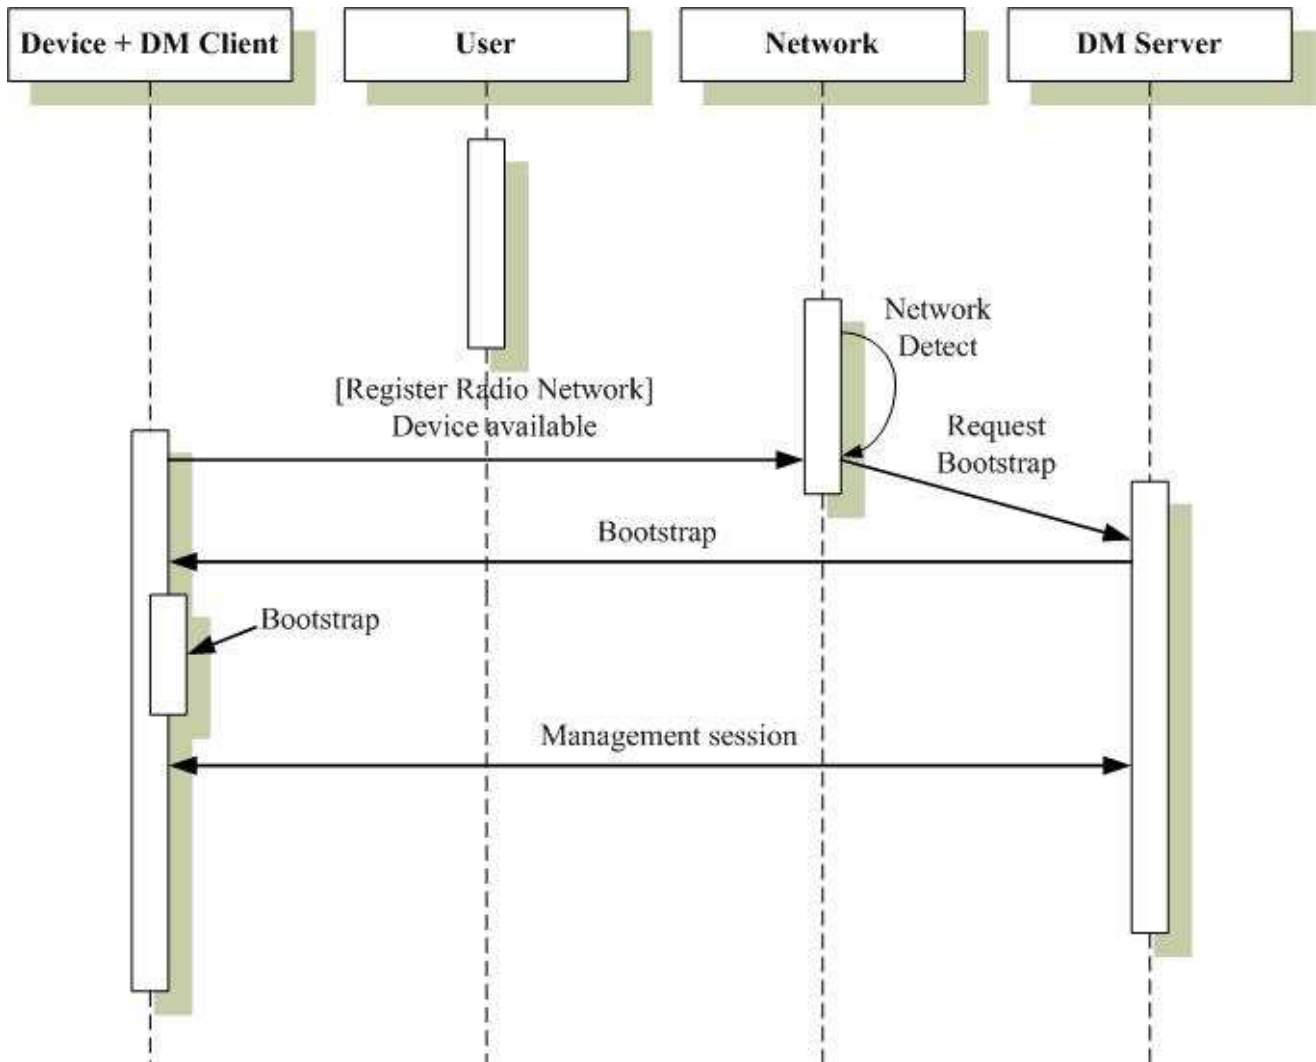 Device + DM Client
User
Network
DM Server
Network
Detect
[Register Radio Network]
Device available
Request
Bootstrap
Bootstrap
Bootstrap
Management session